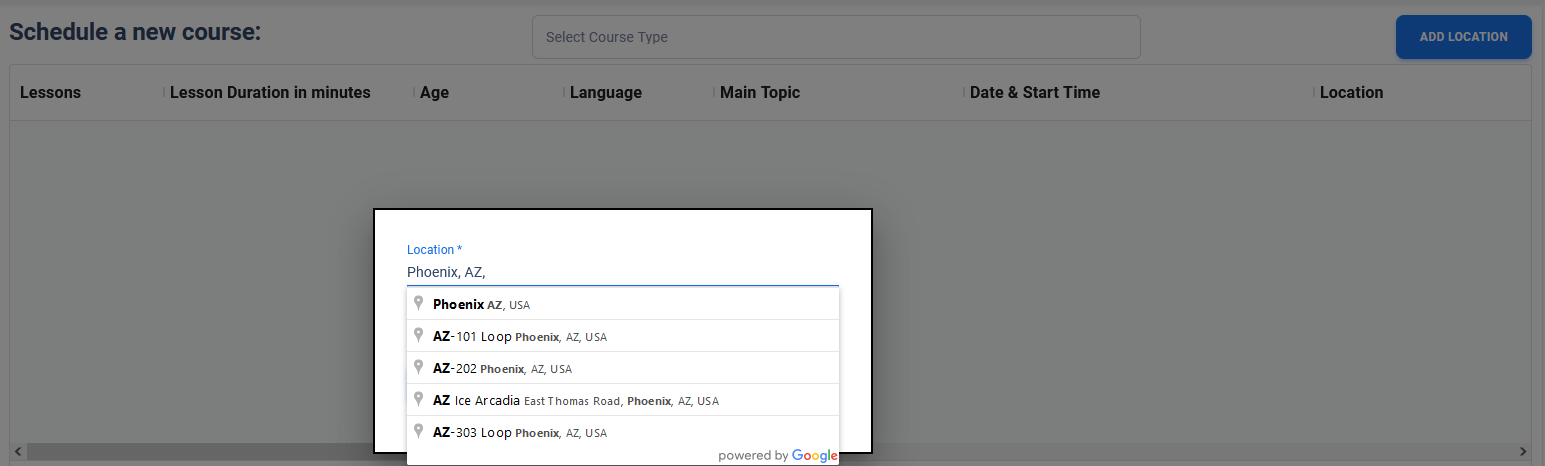 Schedule a new course:
Select Course Type
ADD LOCATION
Lessons Lesson Duration in minutes Age Language Main Topic Date & Start Time Location
Location *
Phoenix, AZ,
Phoenix AZ, USA
AZ-101 Loop Phoenix, AZ, USA
AZ-202 Phoenix, AZ, USA
AZ Ice Arcadia East Thomas Road, Phoenix, AZ, USA
AZ-303 Loop Phoenix, AZ, USA
powered by Google